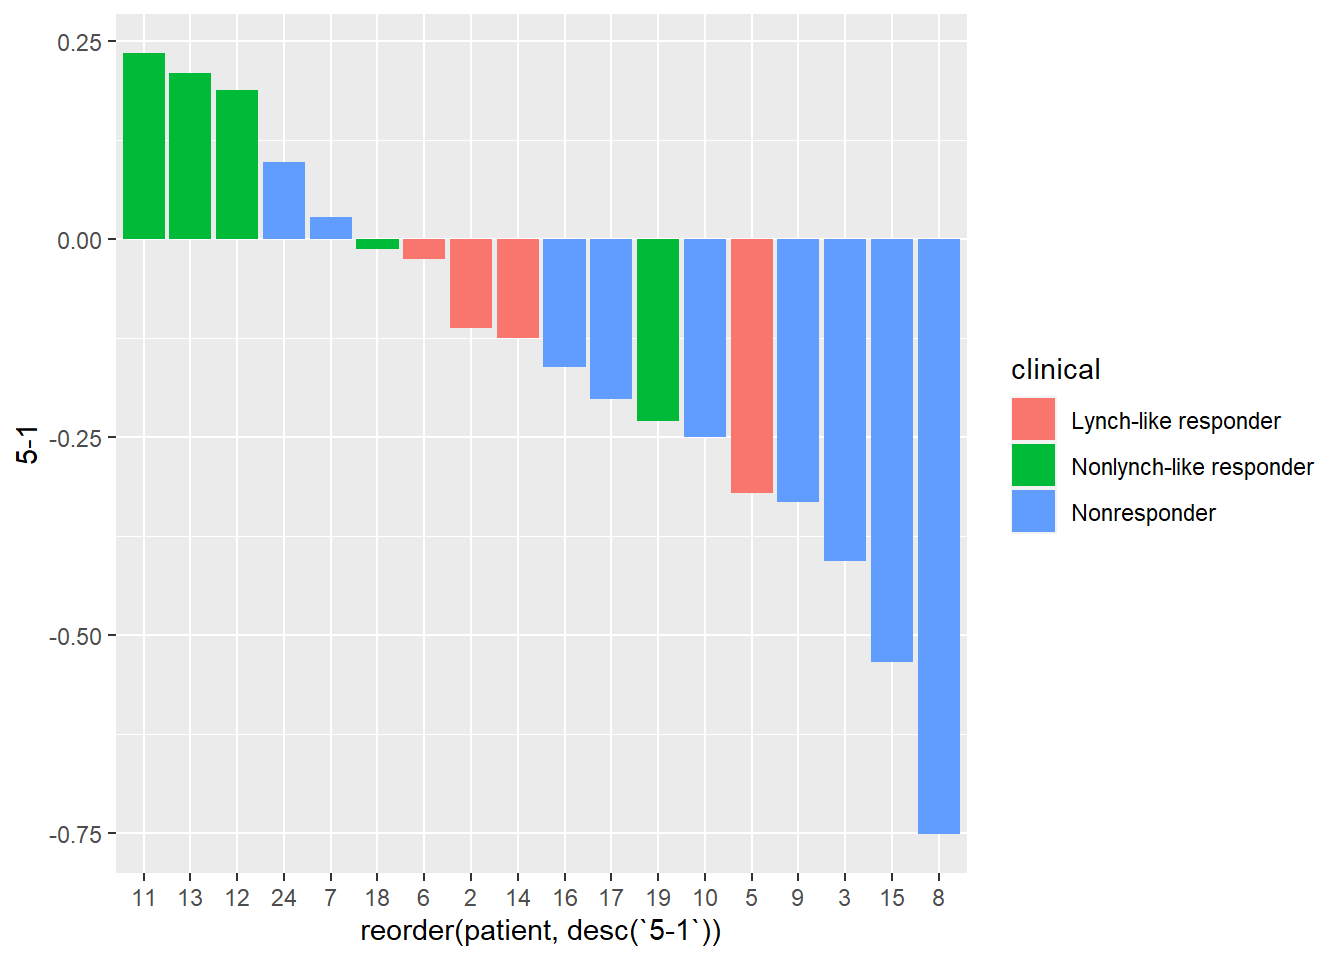 0.25
0.00
-0.25
-0.50
-0.75
5-1
11 13 12 24 7 18 6 2 14 16 17 19 10 5 9 3 15 8
reorder(patient, desc(`5-1`))
clinical
Lynch-like responder
Nonlynch-like responder
Nonresponder